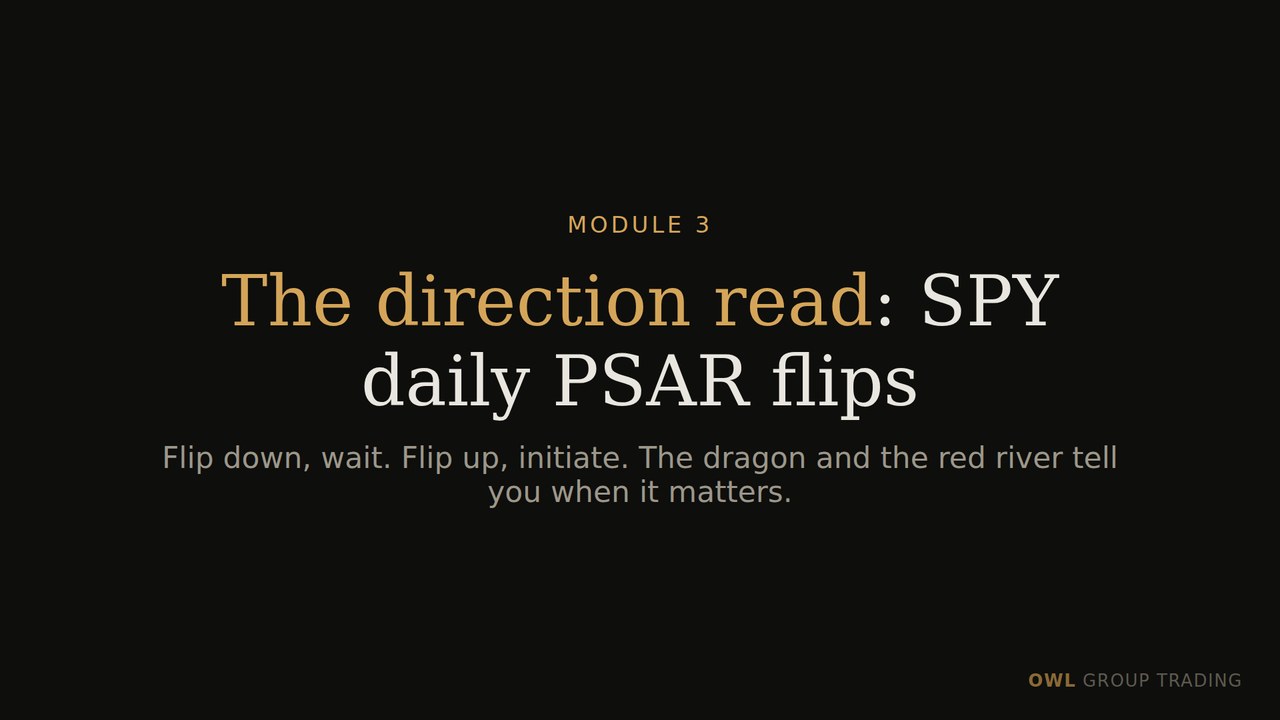 MODULE 3
The direction read: SPY
daily PSAR flips
Flip down, wait. Flip up, initiate. The dragon and the red river tell
you when it matters.
OWL GROUP TRADING